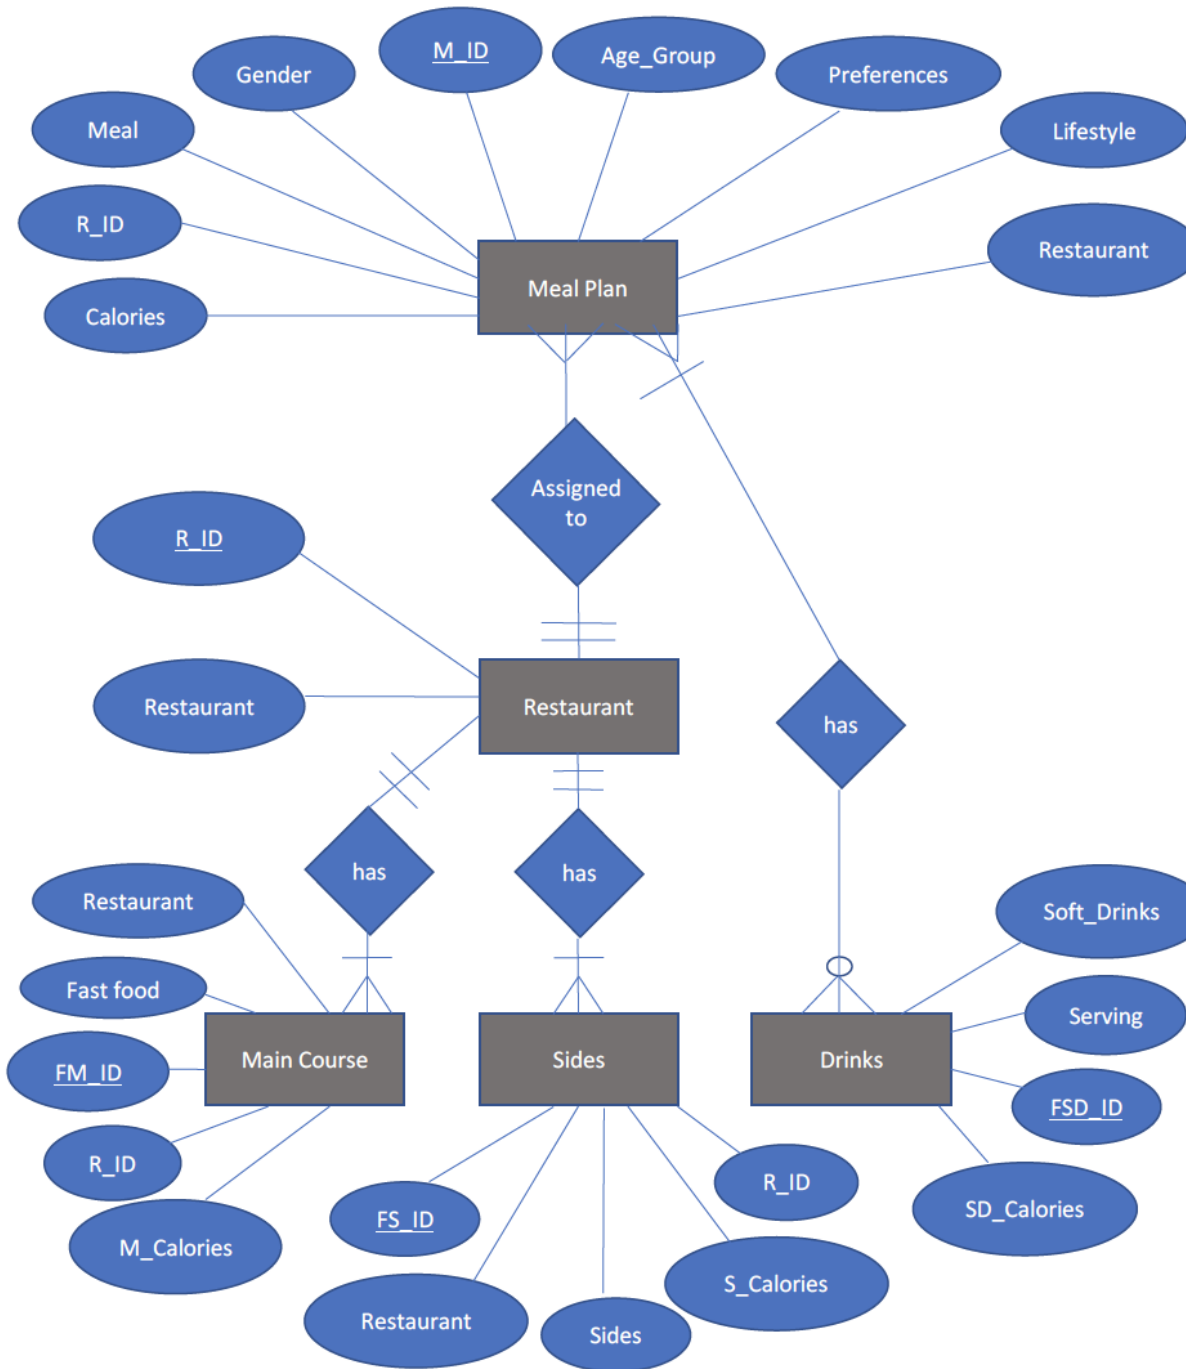 M_ID
Age_Group
Gender
Preferences
Meal
Lifestyle
R_ID
Restaurant
Meal Plan
Calories
Assigned
to
R_ID
Restaurant
Restaurant
has
has
has
Restaurant
Soft_Drinks
Fast food
Serving
Main Course
Sides
Drinks
FM_ID
FSD_ID
R_ID
R_ID
FS_ID
SD_Calories
M_Calories
S_Calories
Restaurant
Sides